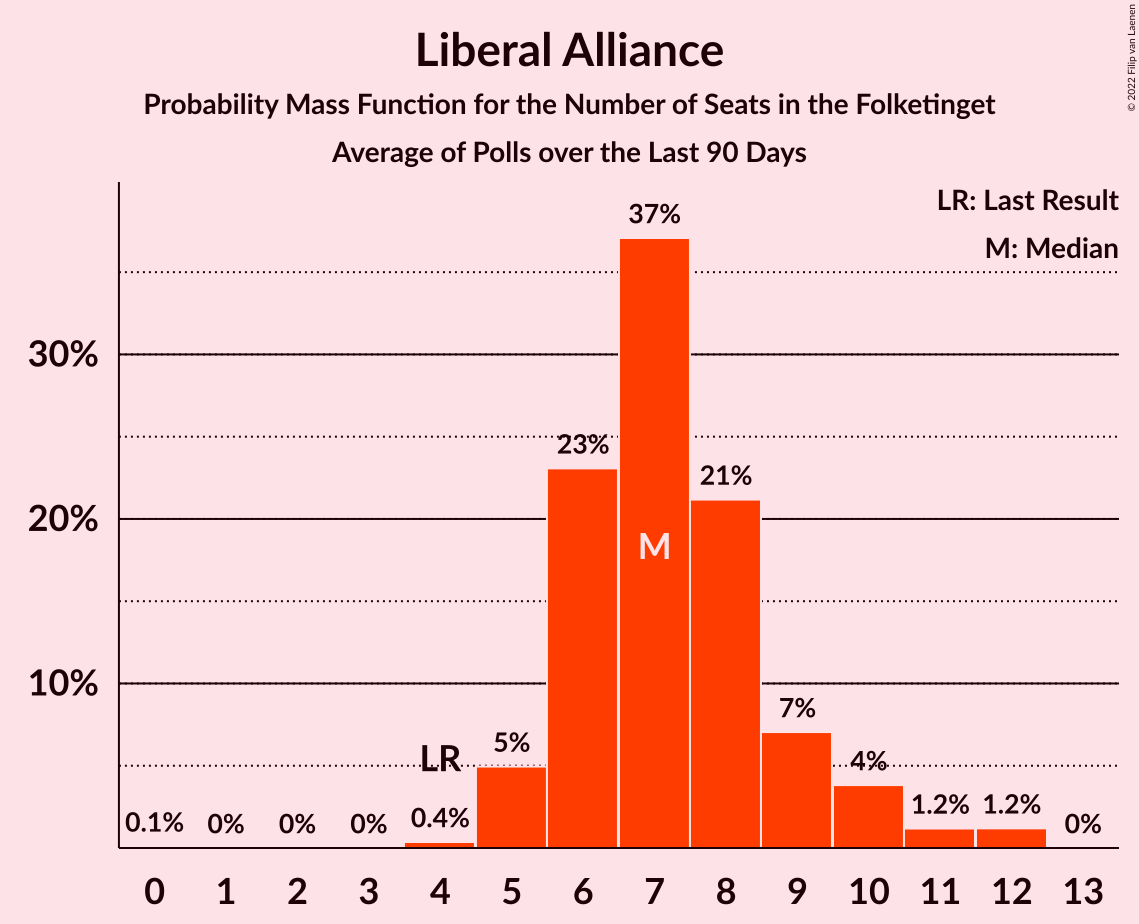 Liberal Alliance
Probability Mass Function for the Number of Seats in the Folketinget
Average of Polls over the Last 90 Days
© 2022 Filip van Laenen
LR: Last Result
M: Median
37%
30%
23%
21%
20%
M
10%
7%
5%
LR
4%
0.1% 0% 0% 0% 0.4% 1.2% 1.2% 0%
0 1 2 3 4 5 6 7 8 9 10 11 12 13